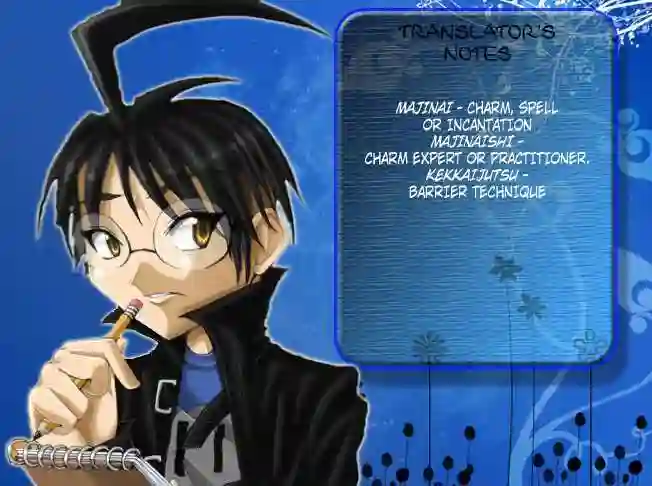 TRANSLATOR'S
NOTES
MAJINAI - CHARM, SPELL
OR INCANTATION
MAJINAISHI -
CHARM EXPERT OR PRACTITIONER.
KEKKAIJUTSU -
BARRIER TECHNIQUE